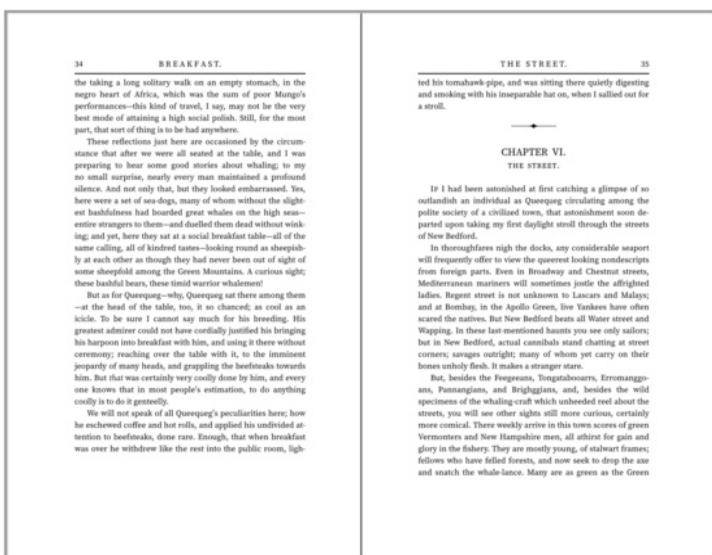 34 BREAKFAST.
the taking a long solitary walk on an empty stomach, in the
negro heart of Africa, which was the sum of poor Mungo's
performances—this kind of travel, I say, may not be the very
best mode of attaining a high social polish. Still, for the most
part, that sort of thing is to be had anywhere.
These reflections just here are occasioned by the circum-
stance that after we were all seated at the table, and I was
preparing to hear some good stories about whaling; to my
no small surprise, nearly every man maintained a profound
silence. And not only that, but they looked embarrassed. Yes,
here were a set of sea-dogs, many of whom without the slight-
est bashfulness had boarded great whales on the high seas—
entire strangers to them—and duelled them dead without wink-
ing; and yet, here they sat at a social breakfast table—all of the
same calling, all of kindred tastes—looking round as sheepish-
ly at each other as though they had never been out of sight of
some sheepfold among the Green Mountains. A curious sight;
these bashful bears, these timid warrior whalemen!
But as for Queequeg—why, Queequeg sat there among them
—at the head of the table, too, it so chanced; as cool as an
icicle. To be sure I cannot say much for his breeding. His
greatest admirer could not have cordially justified his bringing
his harpoon into breakfast with him, and using it there without
ceremony; reaching over the table with it, to the imminent
jeopardy of many heads, and grappling the beefsteaks towards
him. But that was certainly very coolly done by him, and every
one knows that in most people's estimation, to do anything
coolly is to do it genteelly.
We will not speak of all Queequeg's peculiarities here; how
he eschewed coffee and hot rolls, and applied his undivided at-
tention to beefsteaks, done rare. Enough, that when breakfast
was over he withdrew like the rest into the public room, ligh-
THE STREET. 35
ted his tomahawk-pipe, and was sitting there quietly digesting
and smoking with his inseparable hat on, when I sallied out for
a stroll.
CHAPTER VI.
THE STREET.
IF I had been astonished at first catching a glimpse of so
outlandish an individual as Queequeg circulating among the
polite society of a civilized town, that astonishment soon de-
parted upon taking my first daylight stroll through the streets
of New Bedford.
In thoroughfares nigh the docks, any considerable seaport
will frequently offer to view the queerest looking nondescripts
from foreign parts. Even in Broadway and Chestnut streets,
Mediterranean mariners will sometimes jostle the affrighted
ladies. Regent street is not unknown to Lascars and Malays;
and at Bombay, in the Apollo Green, live Yankees have often
scared the natives. But New Bedford beats all Water street and
Wapping. In these last-mentioned haunts you see only sailors;
but in New Bedford, actual cannibals stand chatting at street
corners; savages outright; many of whom yet carry on their
bones unholy flesh. It makes a stranger stare.
But, besides the Feegeeans, Tongatabooarrs, Erromanggo-
ans, Pannangians, and Brighggians, and, besides the wild
specimens of the whaling-craft which unheeded reel about the
streets, you will see other sights still more curious, certainly
more comical. There weekly arrive in this town scores of green
Vermonters and New Hampshire men, all athirst for gain and
glory in the fishery. They are mostly young, of stalwart frames;
fellows who have felled forests, and now seek to drop the axe
and snatch the whale-lance. Many are as green as the Green